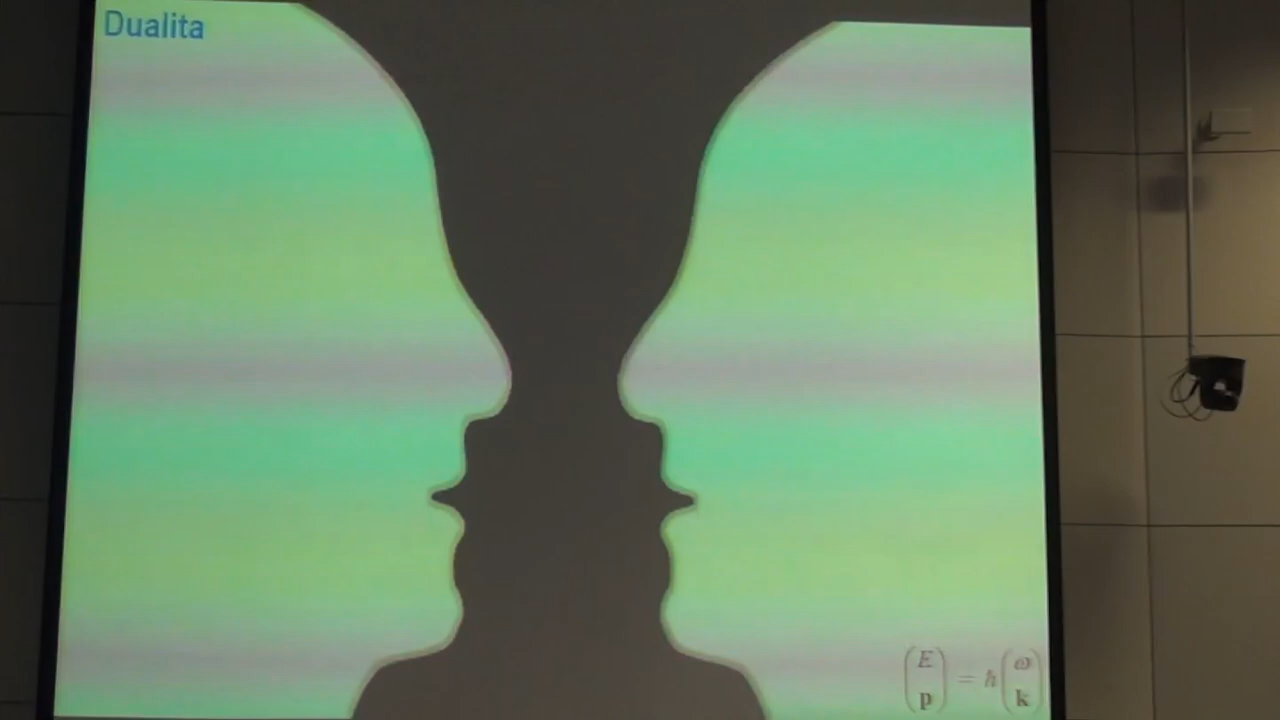 Dualita
(E p) = ħ (ω k)